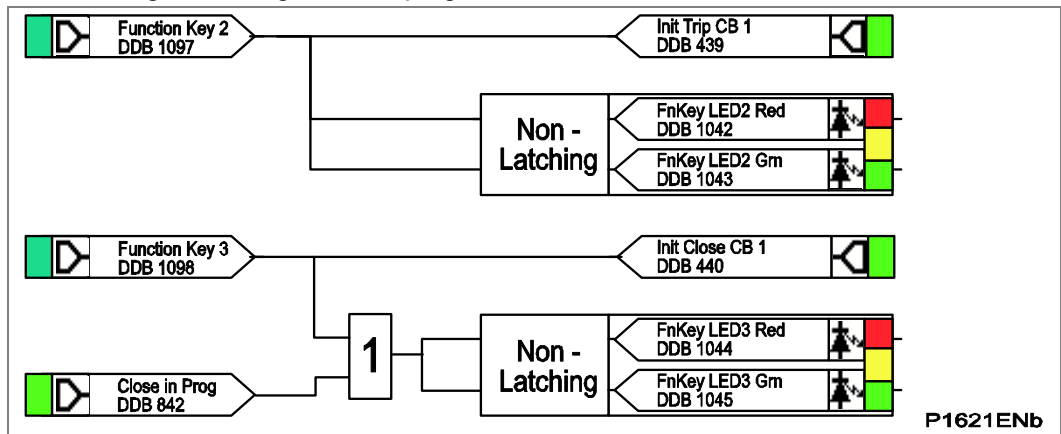 Function Key 2
DDB 1097
Init Trip CB 1
DDB 439
Non -
Latching
FnKey LED2 Red
DDB 1042
FnKey LED2 Grn
DDB 1043
Function Key 3
DDB 1098
Init Close CB 1
DDB 440
1
Close in Prog
DDB 842
Non -
Latching
FnKey LED3 Red
DDB 1044
FnKey LED3 Grn
DDB 1045
P1621ENb